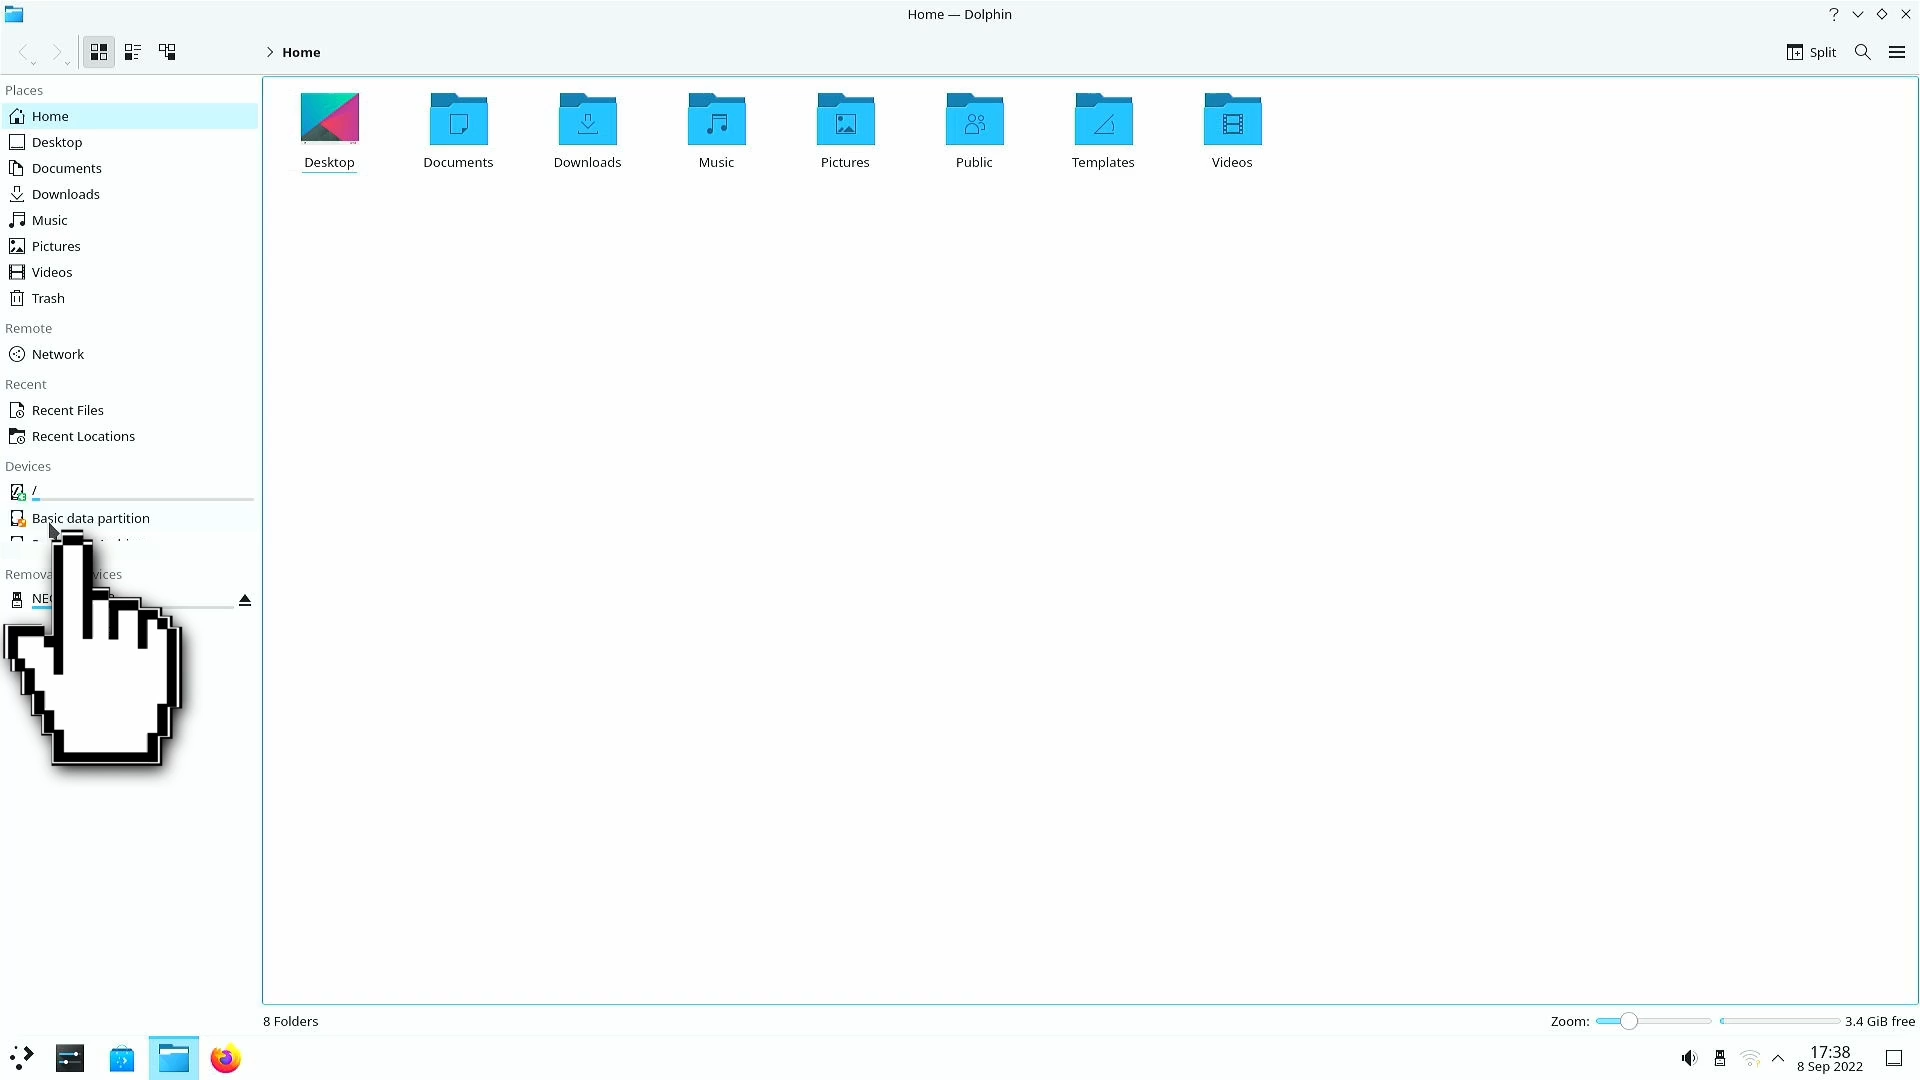 Home — Dolphin
Home
Split
Places
Home
Desktop
Documents
Downloads
Music
Pictures
Videos
Trash
Remote
Network
Recent
Recent Files
Recent Locations
Devices
/
Basic data partition
Desktop
Documents
Downloads
Music
Pictures
Public
Templates
Videos
8 Folders
Zoom:
3.4 GiB free
17:38
8 Sep 2022